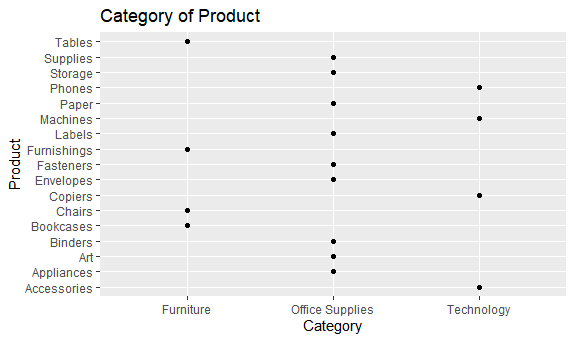 Category of Product
Tables
Supplies
Storage
Phones
Paper
Machines
Labels
Furnishings
Fasteners
Envelopes
Copiers
Chairs
Bookcases
Binders
Art
Appliances
Accessories
Product
Furniture Office Supplies Technology
Category